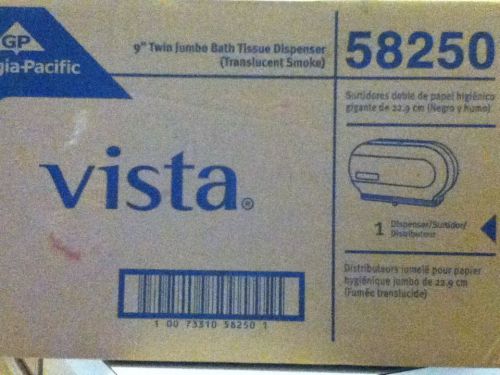 GP
gia-Pacific
9" Twin Jumbo Bath Tissue Dispenser
(Translucent Smoke)
58250
Surtidores doble de papel higiénico
gigante de 22.9 cm (Negro y humo)
vista®
1 Dispenser/Surtidor/
Distributeur
Distributeurs jumelé pour papier
hygiénique jumbo de 22.9 cm
(Fumée translucide)
1 00 73310 58250 1